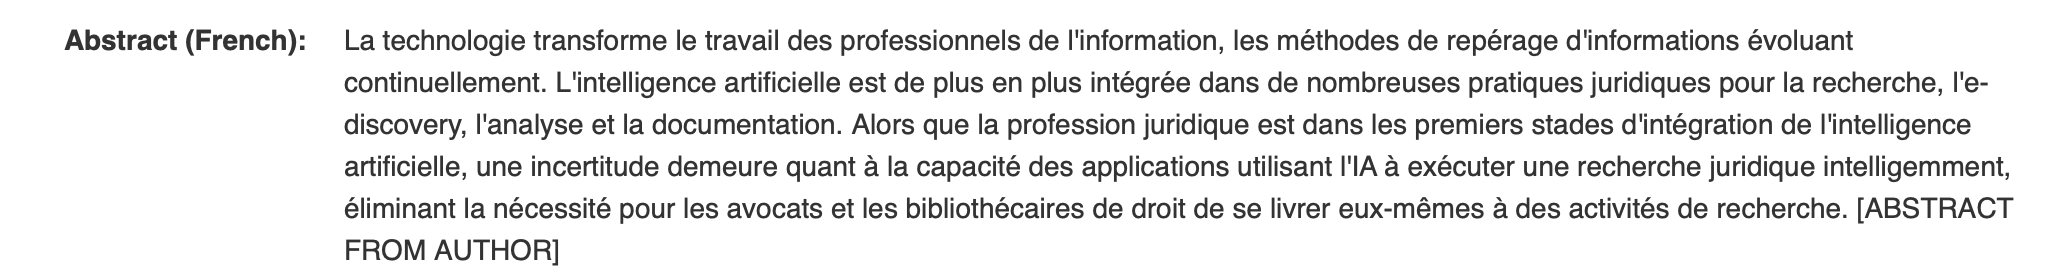 Abstract (French): La technologie transforme le travail des professionnels de l'information, les méthodes de repérage d'informations évoluant
continuellement. L'intelligence artificielle est de plus en plus intégrée dans de nombreuses pratiques juridiques pour la recherche, l'e-
discovery, l'analyse et la documentation. Alors que la profession juridique est dans les premiers stades d'intégration de l'intelligence
artificielle, une incertitude demeure quant à la capacité des applications utilisant l'IA à exécuter une recherche juridique intelligemment,
éliminant la nécessité pour les avocats et les bibliothécaires de droit de se livrer eux-mêmes à des activités de recherche. [ABSTRACT
FROM AUTHOR]